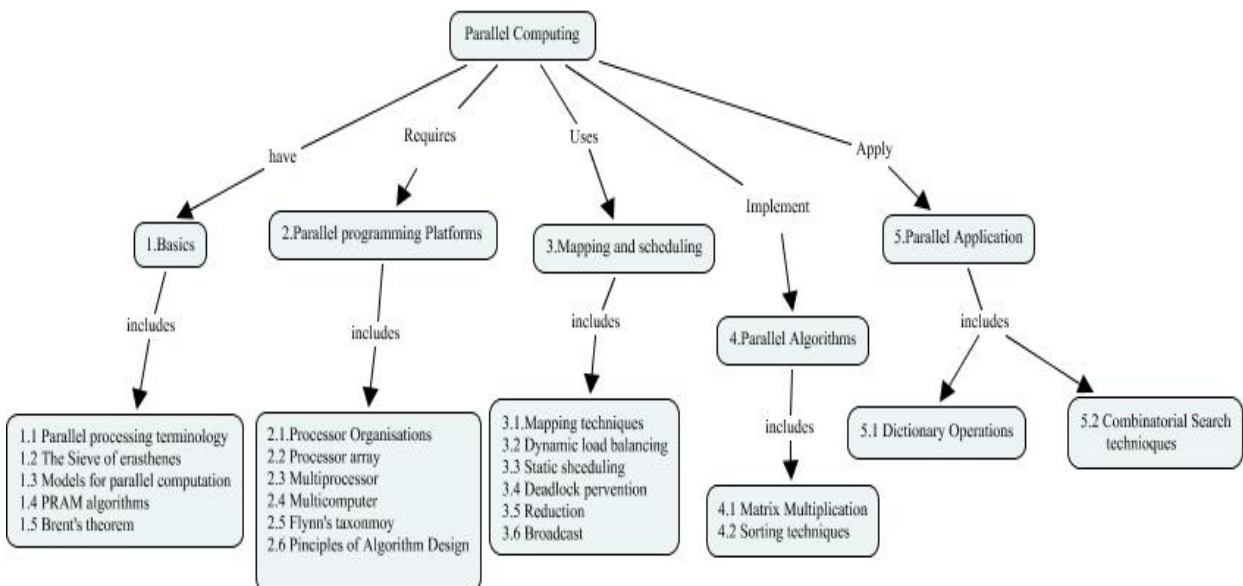 Parallel Computing
have
Requires
Uses
Implement
Apply
1.Basics
2.Parallel programming Platforms
3.Mapping and scheduling
4.Parallel Algorithms
5.Parallel Application
includes
includes
includes
includes
includes
1.1 Parallel processing terminology
1.2 The Sieve of erasthenes
1.3 Models for parallel computation
1.4 PRAM algorithms
1.5 Brent's theorem
2.1.Processor Organisations
2.2 Processor array
2.3 Multiprocessor
2.4 Multicomputer
2.5 Flynn's taxonmoy
2.6 Pinciples of Algorithm Design
3.1.Mapping techniques
3.2 Dynamic load balancing
3.3 Static shceduling
3.4 Deadlock pervention
3.5 Reduction
3.6 Broadcast
4.1 Matrix Multiplication
4.2 Sorting techniques
5.1 Dictionary Operations
5.2 Combinatorial Search
technioques